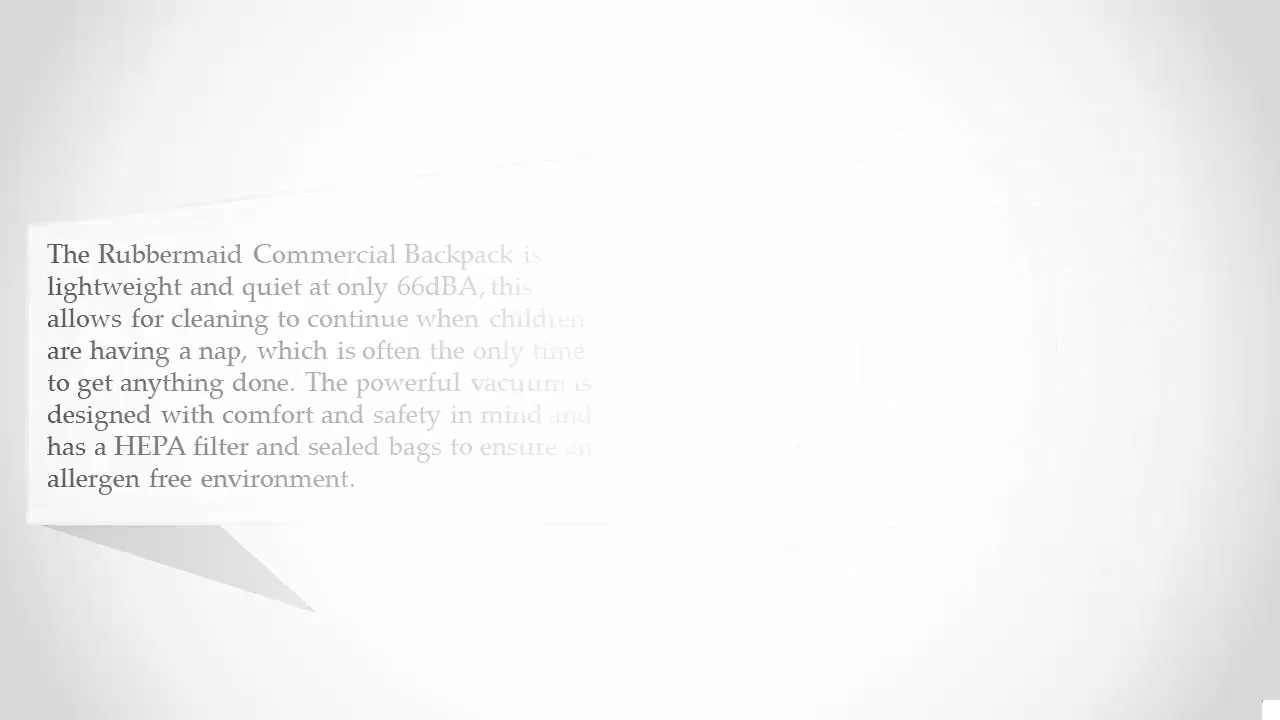 The Rubbermaid Commercial Backpack is
lightweight and quiet at only 66dBA, this
allows for cleaning to continue when children
are having a nap, which is often the only time
to get anything done. The powerful vacuum is
designed with comfort and safety in mind and
has a HEPA filter and sealed bags to ensure an
allergen free environment.